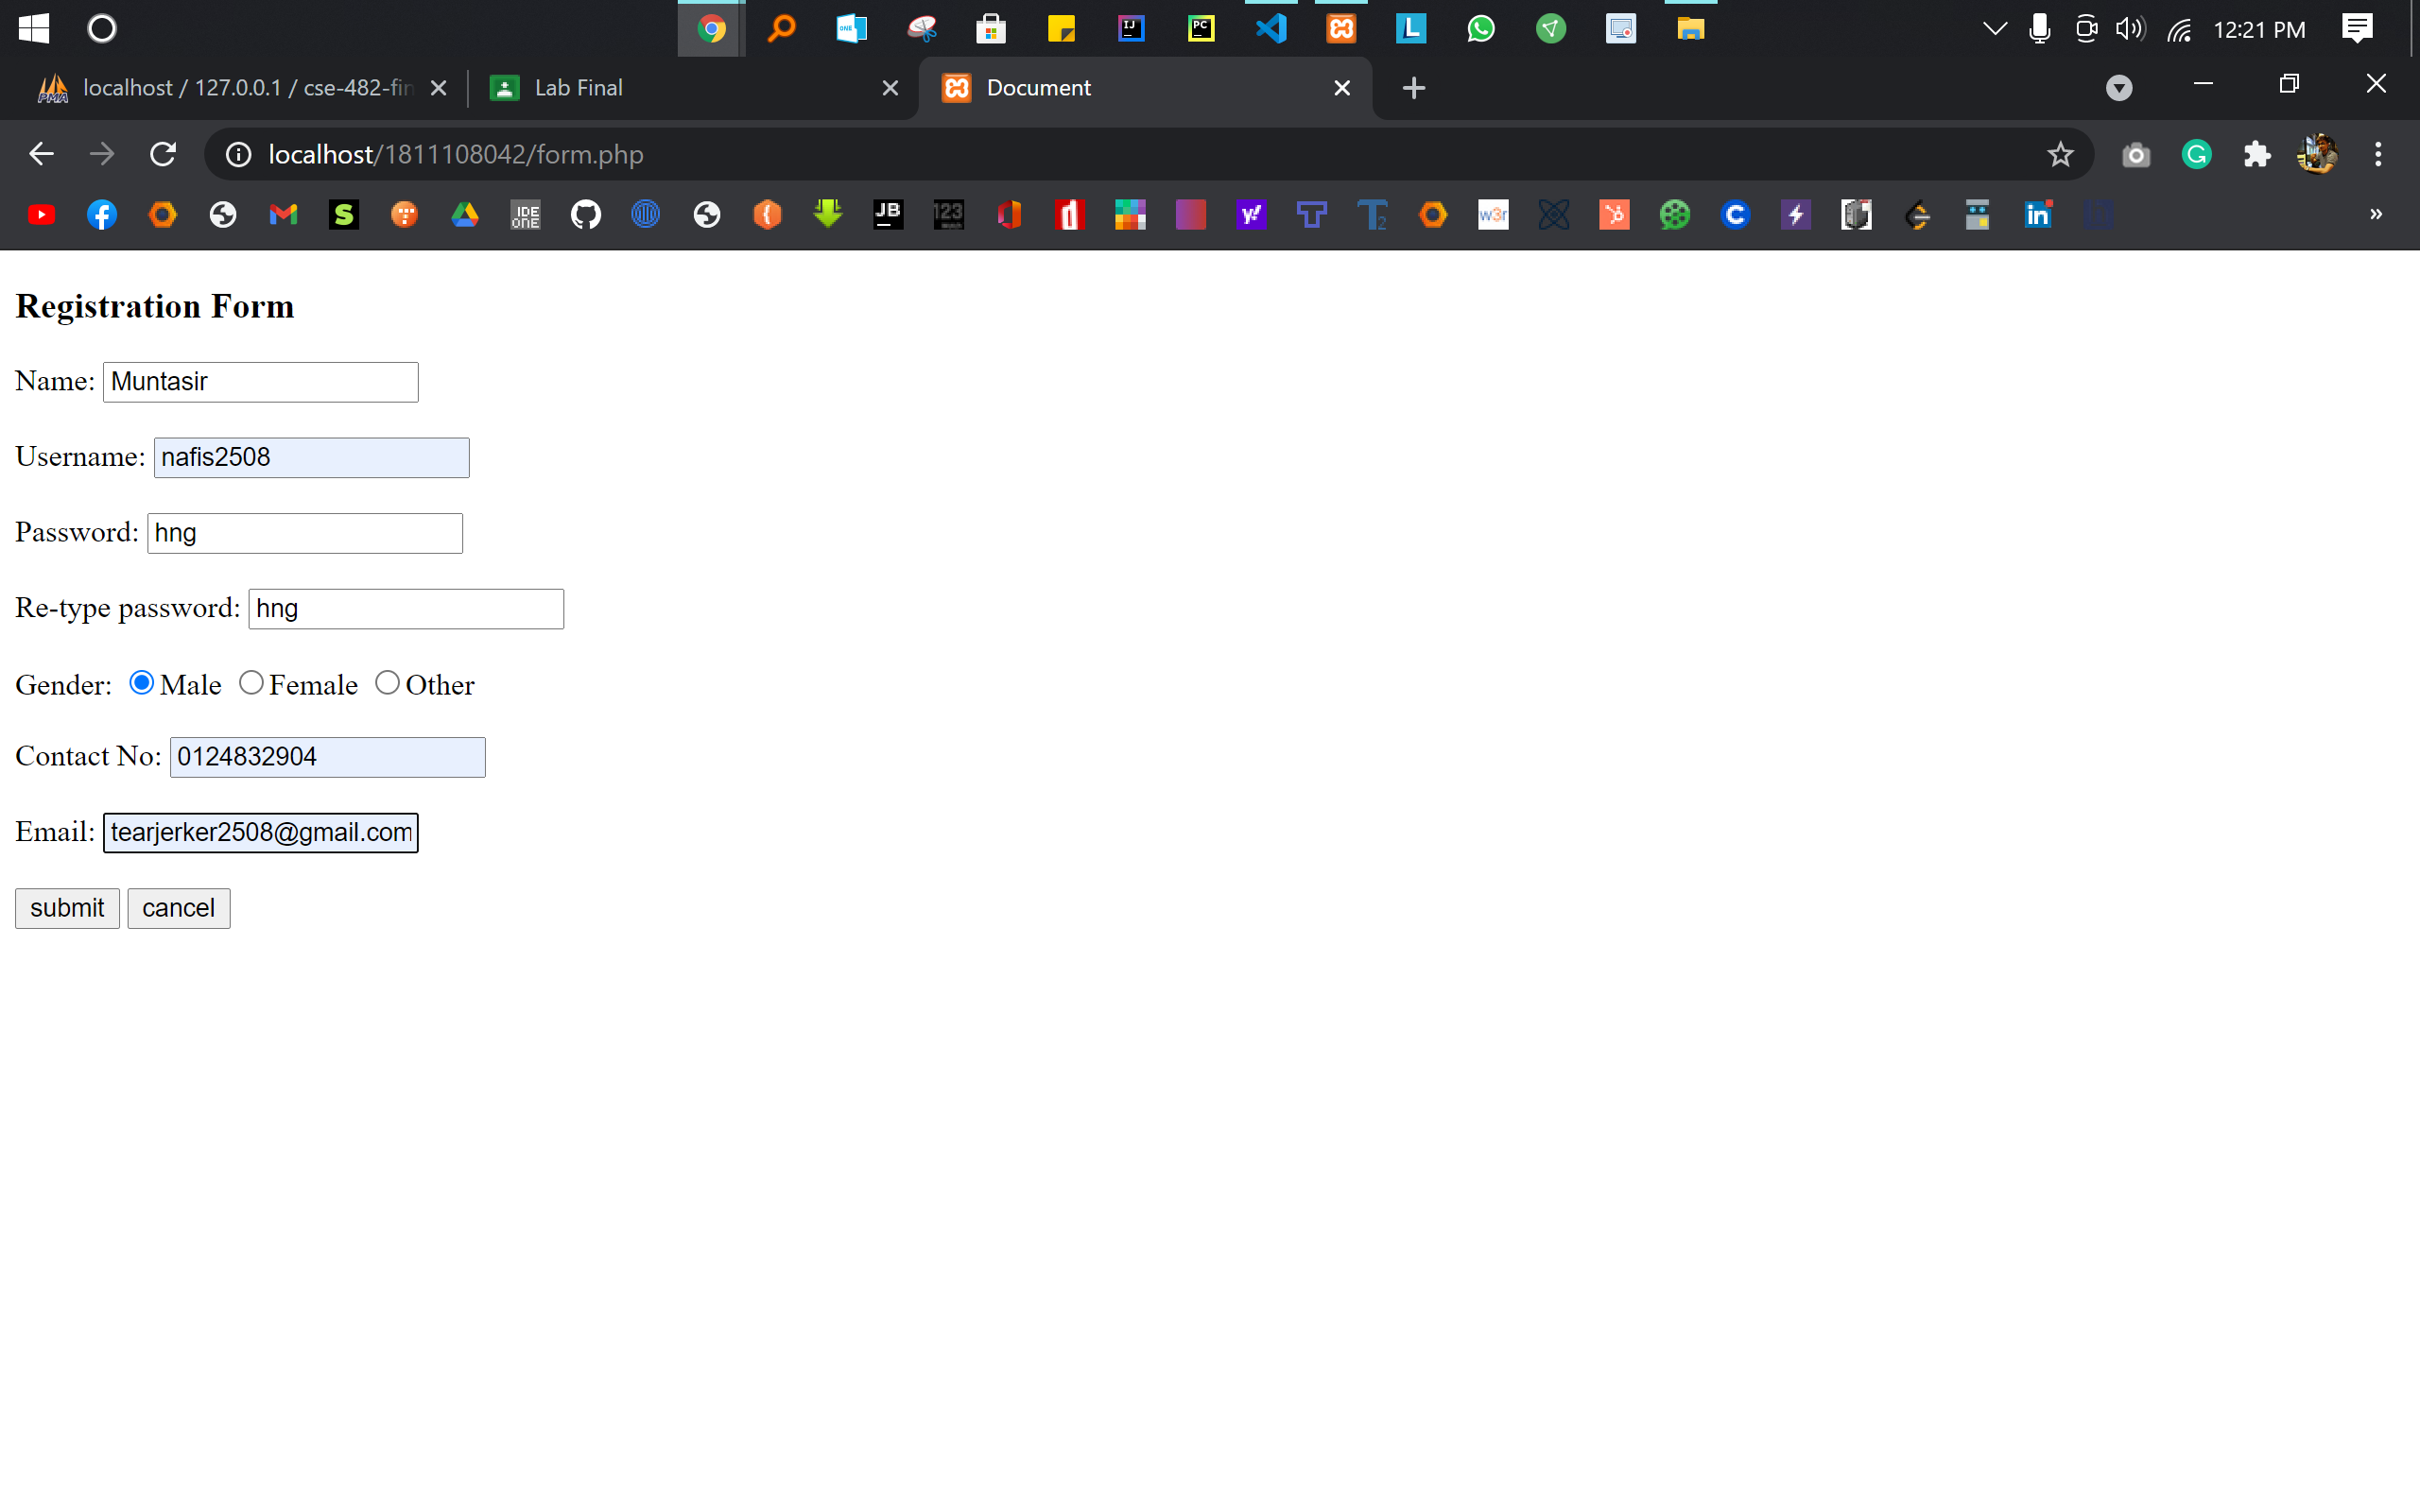 12:21 PM
localhost / 127.0.0.1 / cse-482-fin
Lab Final
Document
localhost/1811108042/form.php
Registration Form
Name: Muntasir
Username: nafis2508
Password: hng
Re-type password: hng
Gender: Male Female Other
Contact No: 0124832904
Email: tearjerker2508@gmail.com
submit cancel